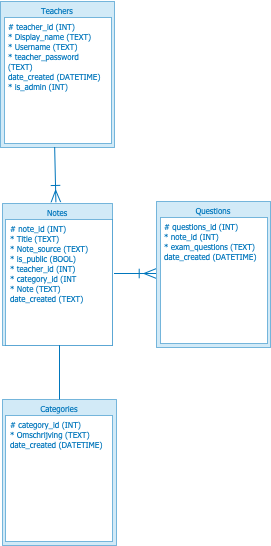 Teachers
# teacher_id (INT)
* Display_name (TEXT)
* Username (TEXT)
* teacher_password
(TEXT)
date_created (DATETIME)
* is_admin (INT)
Notes
# note_id (INT)
* Title (TEXT)
* Note_source (TEXT)
* is_public (BOOL)
* teacher_id (INT)
* category_id (INT
* Note (TEXT)
date_created (TEXT)
Questions
# questions_id (INT)
* note_id (INT)
* exam_questions (TEXT)
date_created (DATETIME)
Categories
# category_id (INT)
* Omschrijving (TEXT)
date_created (DATETIME)